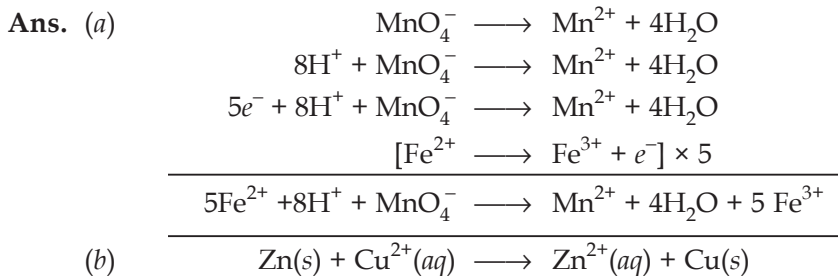 Ans. (a) MnO₄⁻ ⟶ Mn²⁺ + 4H₂O
8H⁺ + MnO₄⁻ ⟶ Mn²⁺ + 4H₂O
5e⁻ + 8H⁺ + MnO₄⁻ ⟶ Mn²⁺ + 4H₂O
[Fe²⁺ ⟶ Fe³⁺ + e⁻] × 5
5Fe²⁺ +8H⁺ + MnO₄⁻ ⟶ Mn²⁺ + 4H₂O + 5 Fe³⁺
(b) Zn(s) + Cu²⁺(aq) ⟶ Zn²⁺(aq) + Cu(s)